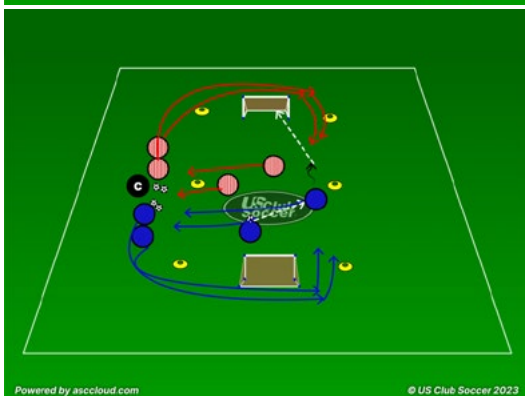 C
US Club
Soccer
Powered by asccloud.com
© US Club Soccer 2023